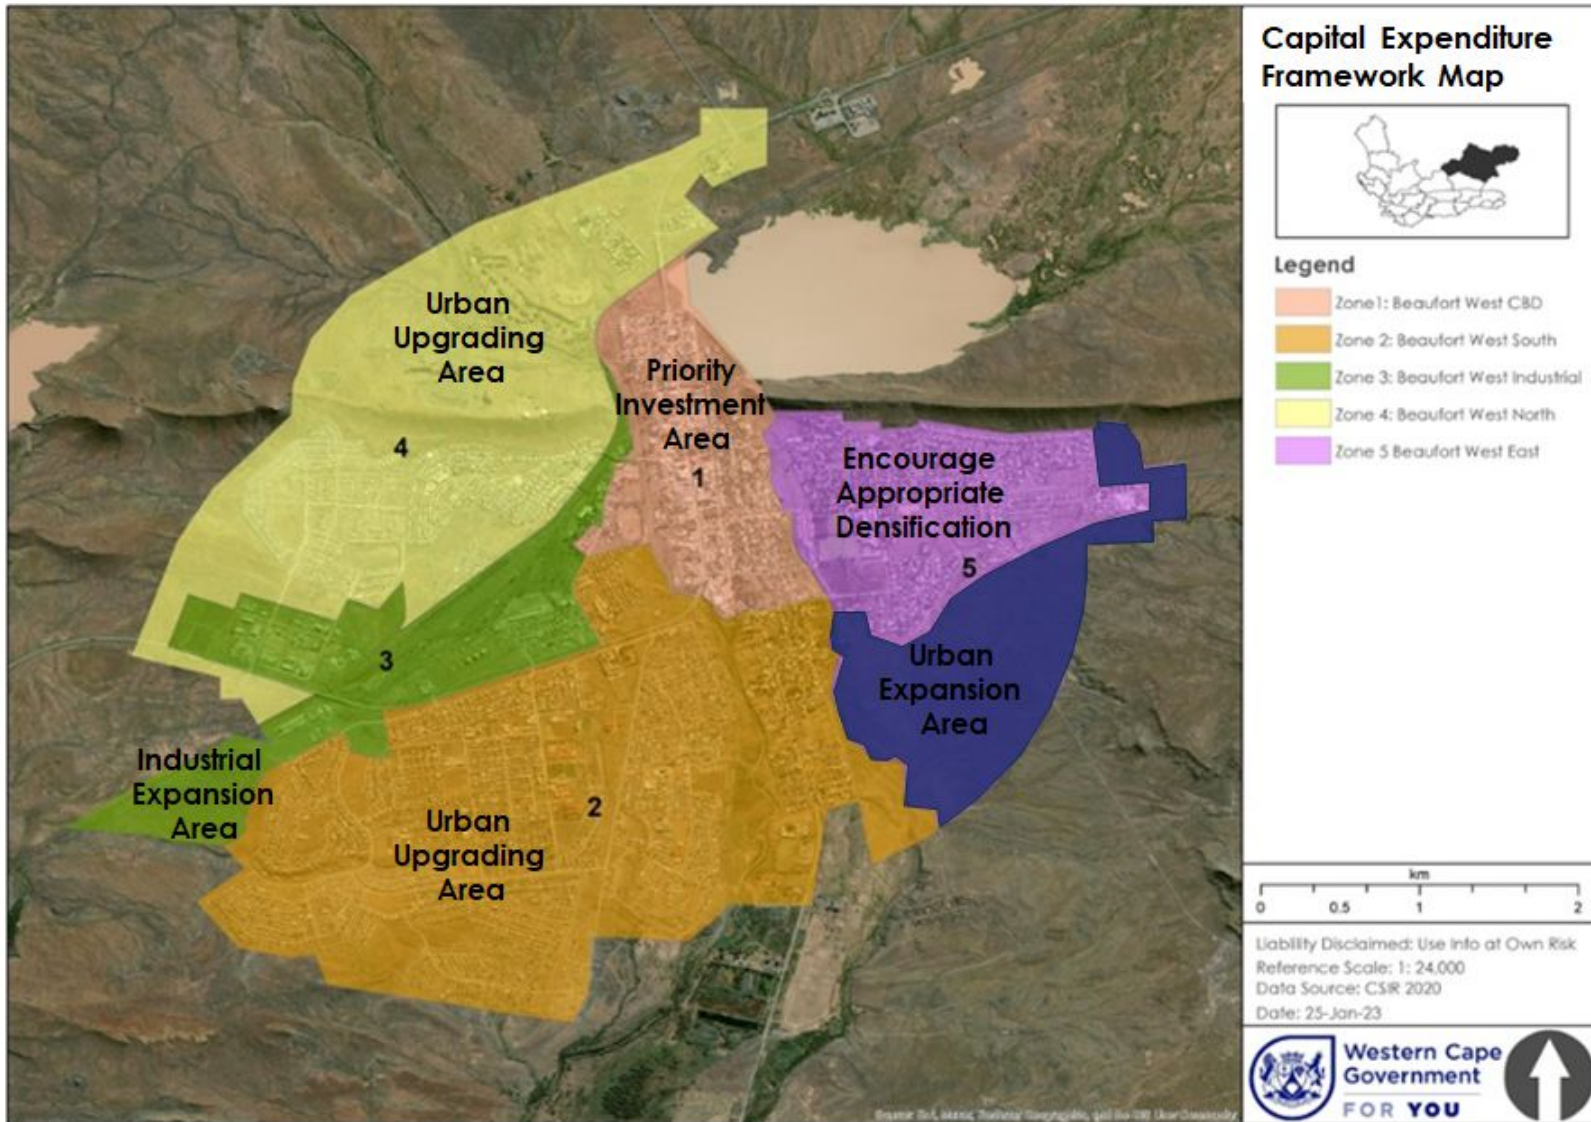 Capital Expenditure
Framework Map
Legend
Zone1: Beaufort West CBD
Zone 2: Beaufort West South
Zone 3: Beaufort West Industrial
Zone 4: Beaufort West North
Zone 5 Beaufort West East
Urban
Upgrading
Area
4
Priority
Investment
Area
1
Encourage
Appropriate
Densification
5
3
Urban
Expansion
Area
Industrial
Expansion
Area
2
Urban
Upgrading
Area
km
0 0.5 1 2
Liability Disclaimed: Use Info at Own Risk
Reference Scale: 1: 24,000
Data Source: CSIR 2020
Date: 25-Jan-23
Western Cape
Government
FOR YOU